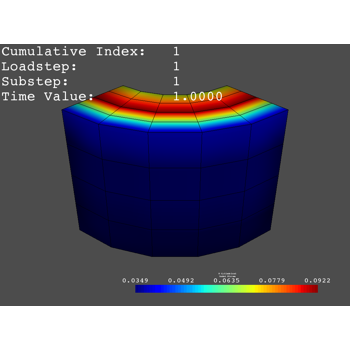 Cumulative Index: 1
Loadstep: 1
Substep: 1
Time Value: 1.0000
0.0349 0.0492 0.0635 0.0779 0.0922